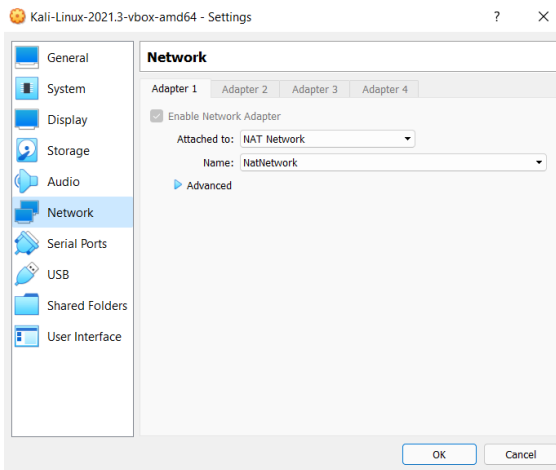 Kali-Linux-2021.3-vbox-amd64 - Settings
?
General
System
Display
Storage
Audio
Network
Serial Ports
USB
Shared Folders
User Interface
Network
Adapter 1 Adapter 2 Adapter 3 Adapter 4
Enable Network Adapter
Attached to: NAT Network
Name: NatNetwork
Advanced
OK Cancel